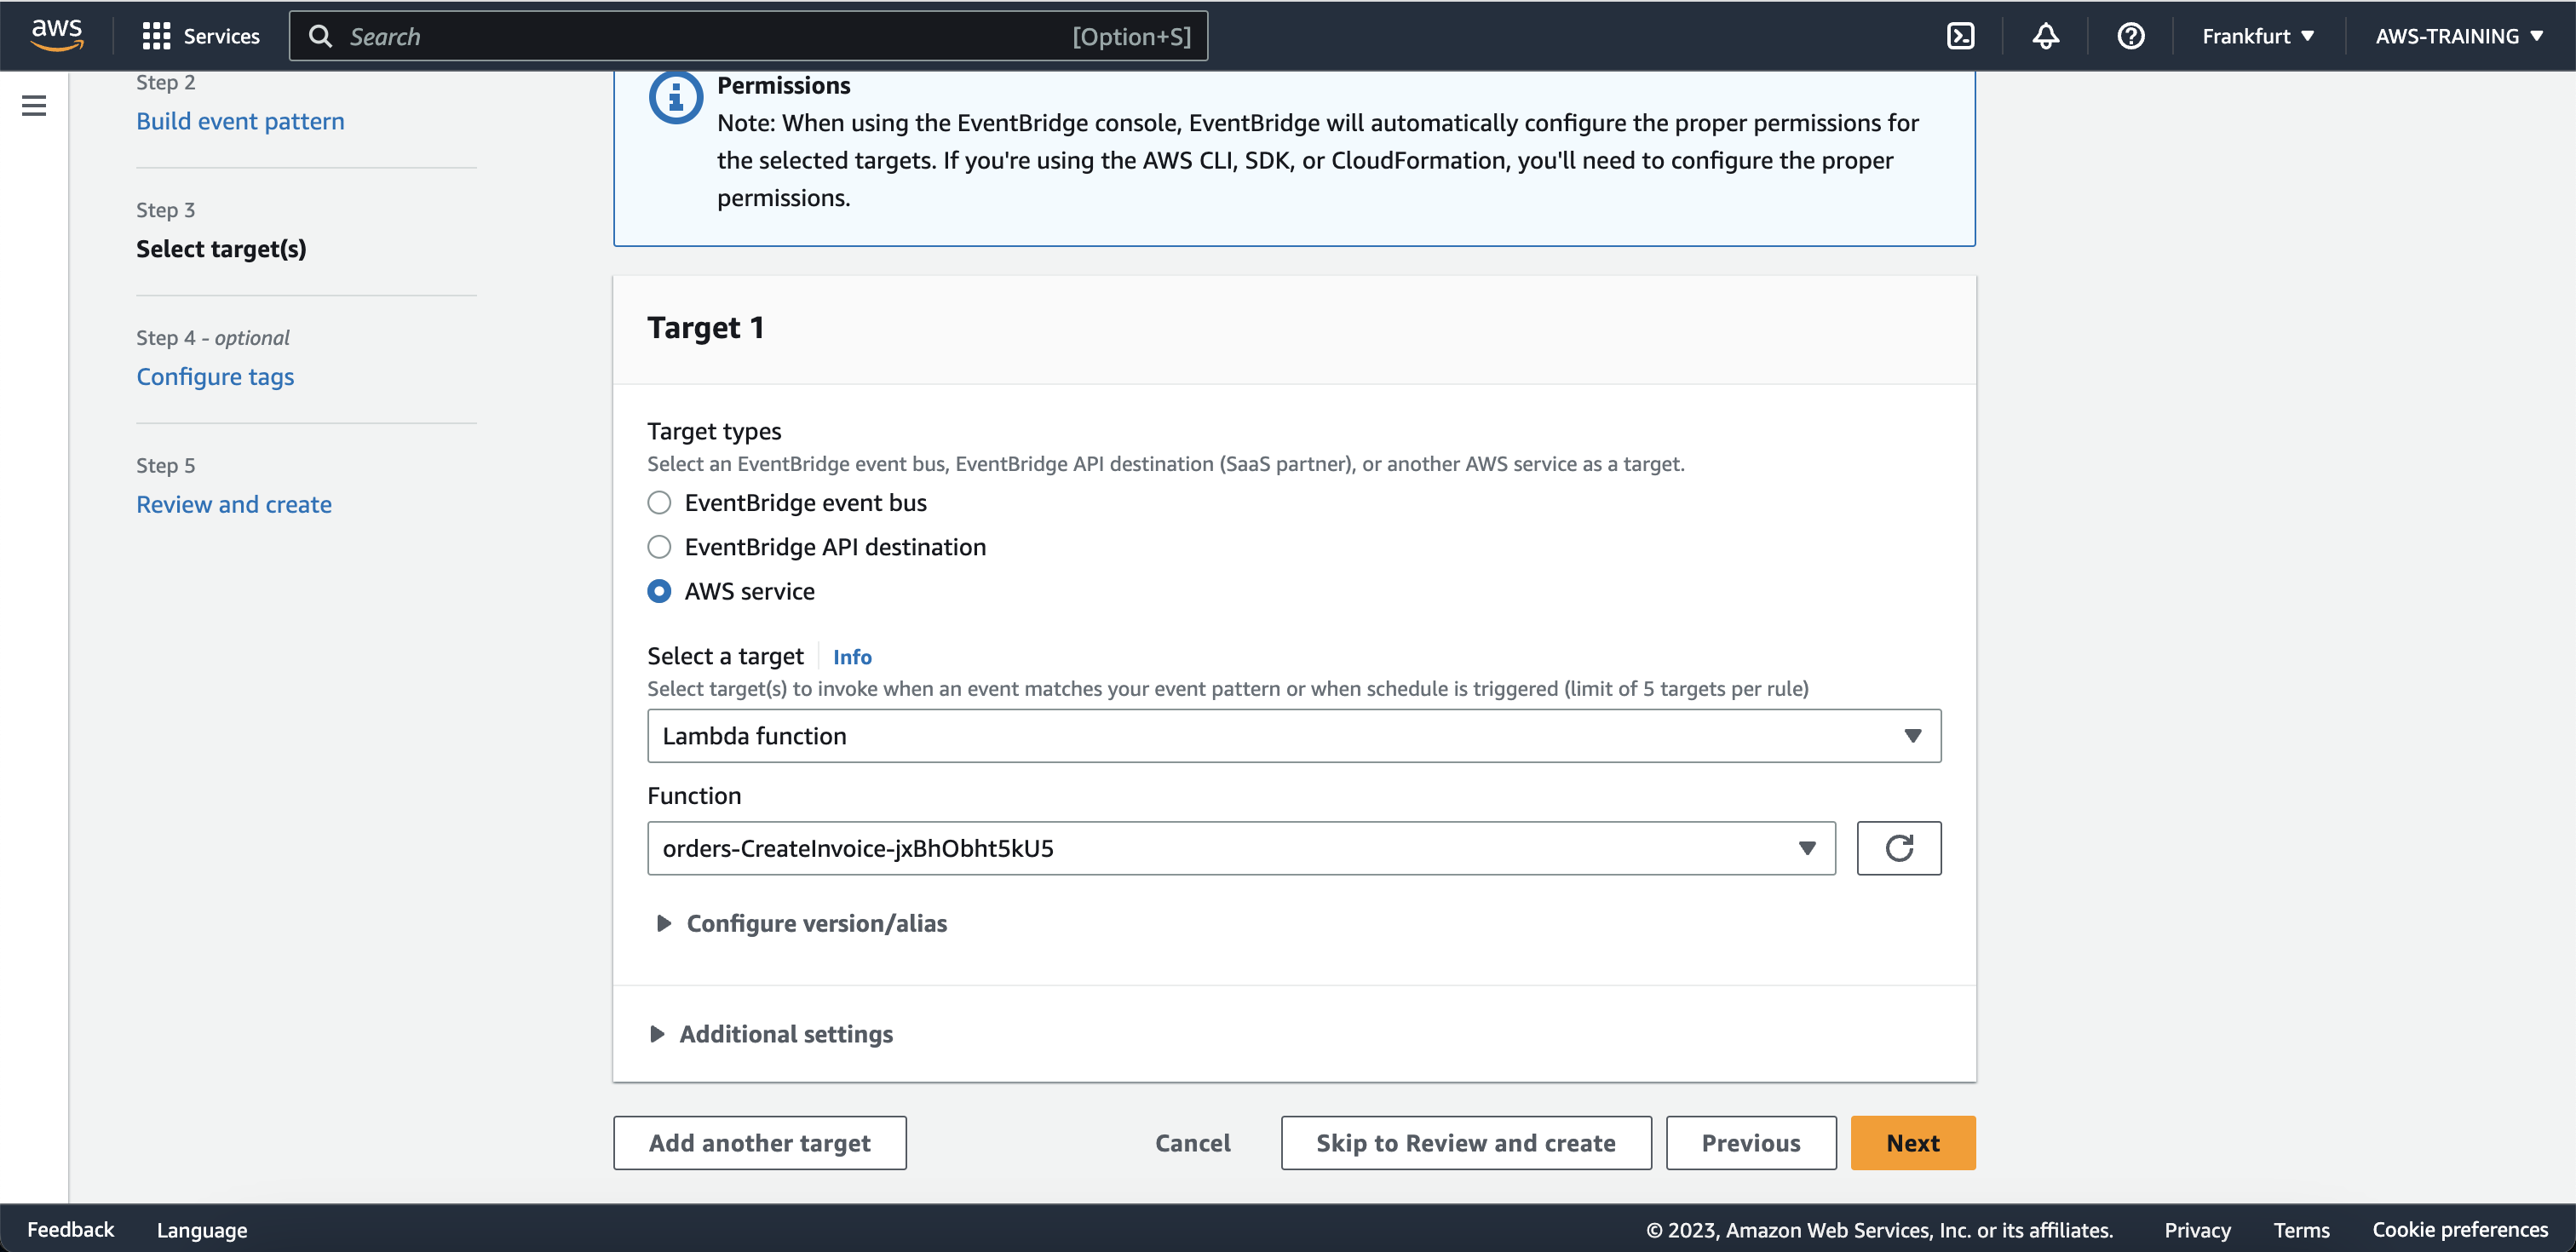 aws
Services
Search
[Option+S]
Frankfurt
AWS-TRAINING
Step 2
Build event pattern
Step 3
Select target(s)
Step 4 - optional
Configure tags
Step 5
Review and create
Permissions
Note: When using the EventBridge console, EventBridge will automatically configure the proper permissions for
the selected targets. If you're using the AWS CLI, SDK, or CloudFormation, you'll need to configure the proper
permissions.
Target 1
Target types
Select an EventBridge event bus, EventBridge API destination (SaaS partner), or another AWS service as a target.
EventBridge event bus
EventBridge API destination
AWS service
Select a target
Info
Select target(s) to invoke when an event matches your event pattern or when schedule is triggered (limit of 5 targets per rule)
Lambda function
Function
orders-CreateInvoice-jxBhObht5kU5
Configure version/alias
Additional settings
Add another target
Cancel
Skip to Review and create
Previous
Next
Feedback
Language
© 2023, Amazon Web Services, Inc. or its affiliates.
Privacy
Terms
Cookie preferences